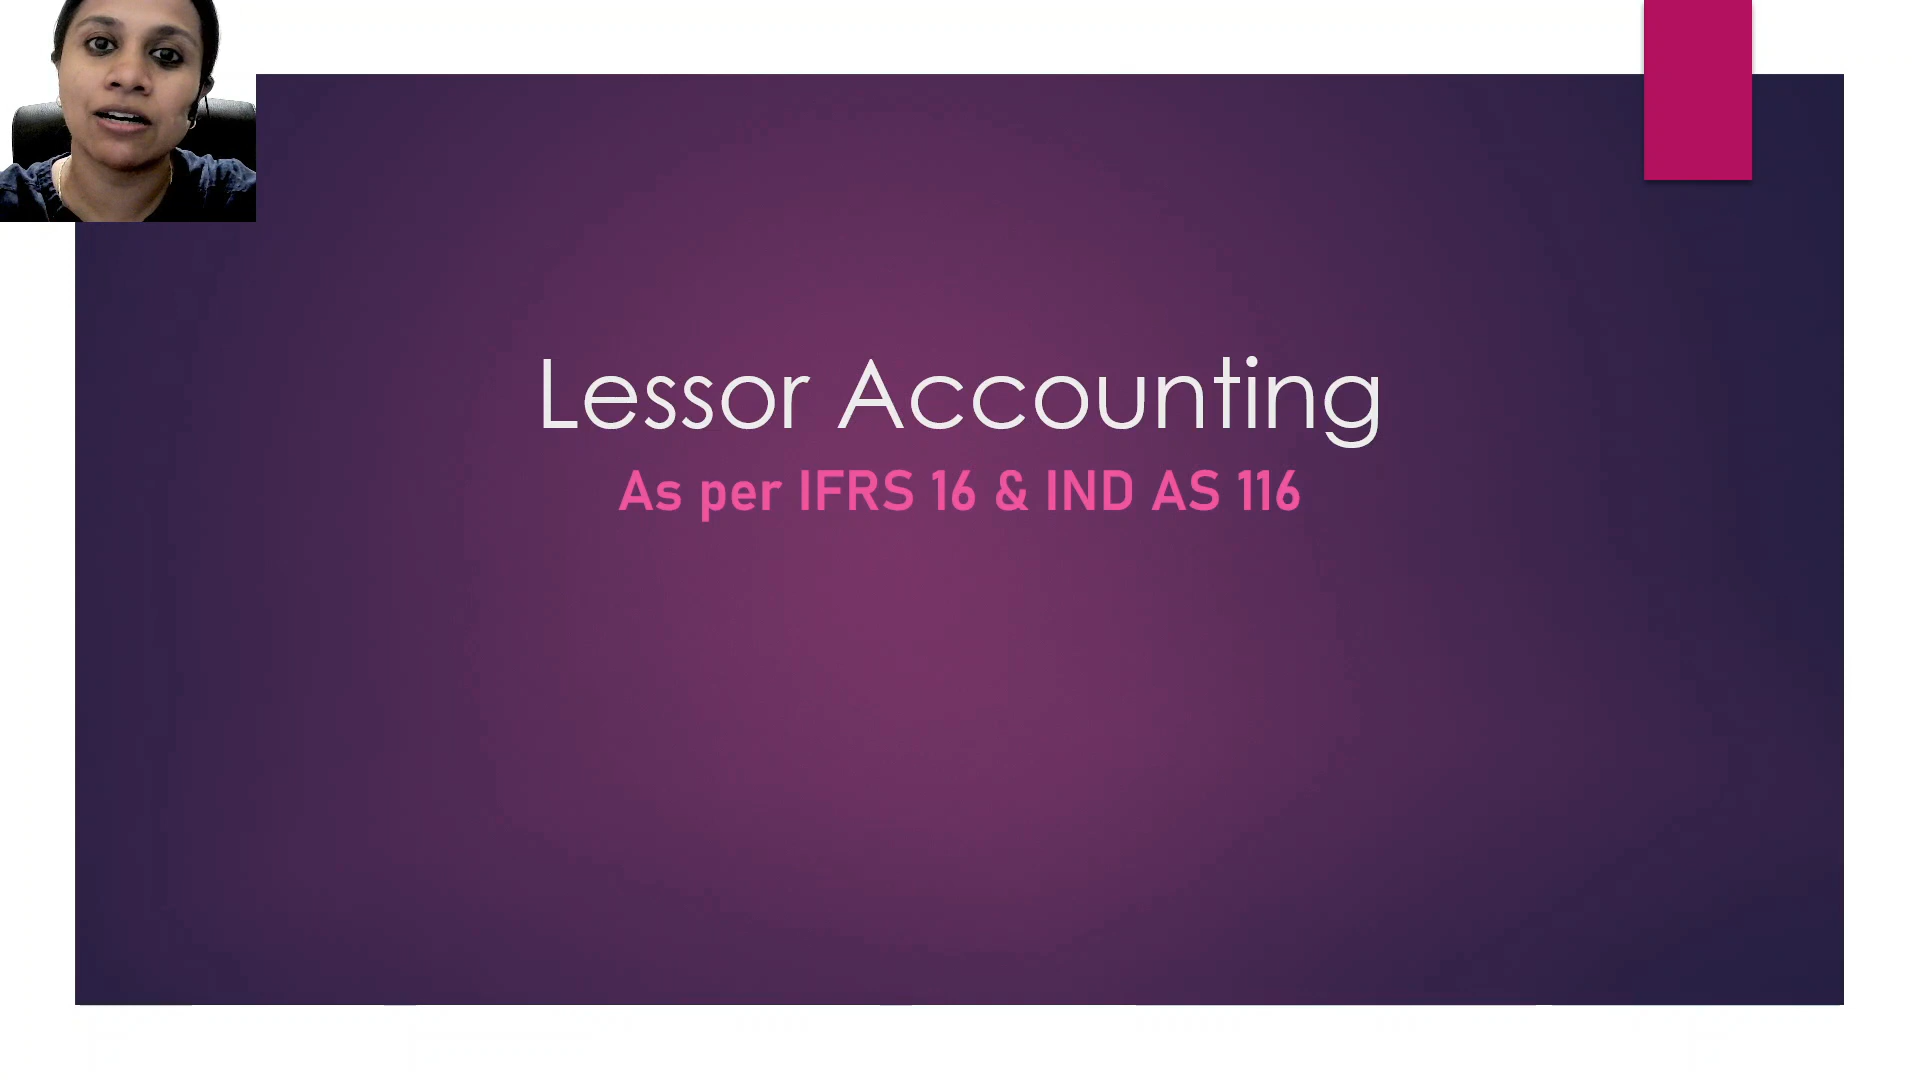 Lessor Accounting
As per IFRS 16 & IND AS 116